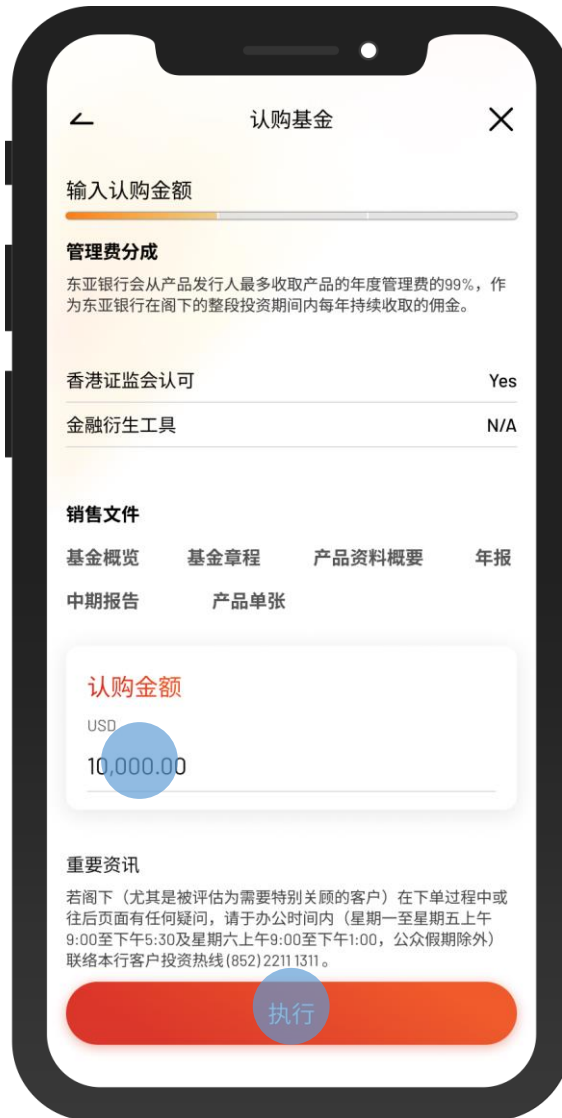 认购基金
输入认购金额
管理费分成
东亚银行会从产品发行人最多收取产品的年度管理费的99%，作
为东亚银行在阁下的整段投资期间内每年持续收取的佣金。
香港证监会认可 Yes
金融衍生工具 N/A
销售文件
基金概览 基金章程 产品资料概要 年报
中期报告 产品单张
认购金额
USD
10,000.00
重要资讯
若阁下（尤其是被评估为需要特别关顾的客户）在下单过程中或
往后页面有任何疑问，请于办公时间内（星期一至星期五上午
9:00至下午5:30及星期六上午9:00至下午1:00，公众假期除外）
联络本行客户投资热线(852) 2211 1311。
执行